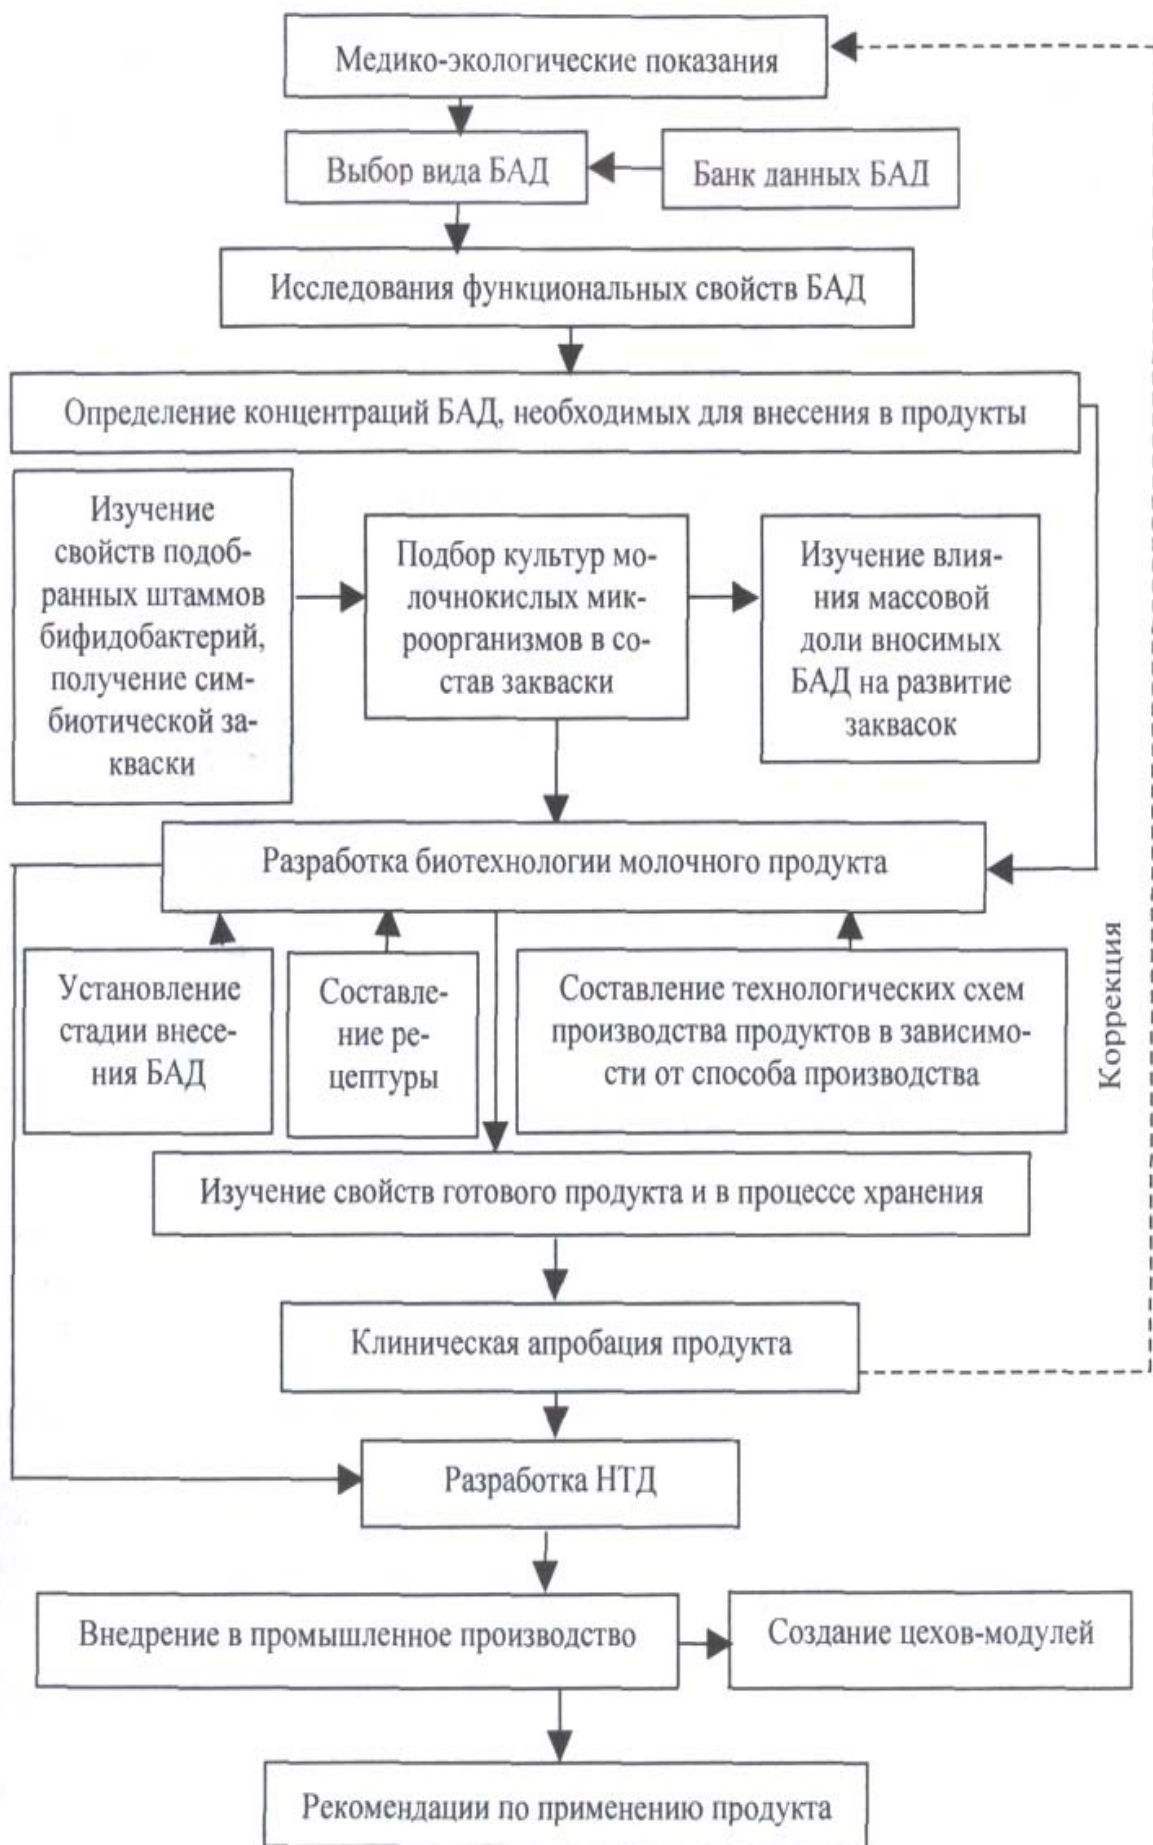 Медико-экологические показания
Выбор вида БАД
Банк данных БАД
Исследования функциональных свойств БАД
Определение концентраций БАД, необходимых для внесения в продукты
Изучение
свойств подоб-
ранных штаммов
бифидобактерий,
получение сим-
биотической за-
кваски
Подбор культур мо-
лочнокислых мик-
роорганизмов в со-
став закваски
Изучение влия-
ния массовой
доли вносимых
БАД на развитие
заквасок
Разработка биотехнологии молочного продукта
Установление
стадии внесе-
ния БАД
Составле-
ние ре-
цептуры
Составление технологических схем
производства продуктов в зависимо-
сти от способа производства
Коррекция
Изучение свойств готового продукта и в процессе хранения
Клиническая апробация продукта
Разработка НТД
Внедрение в промышленное производство
Создание цехов-модулей
Рекомендации по применению продукта